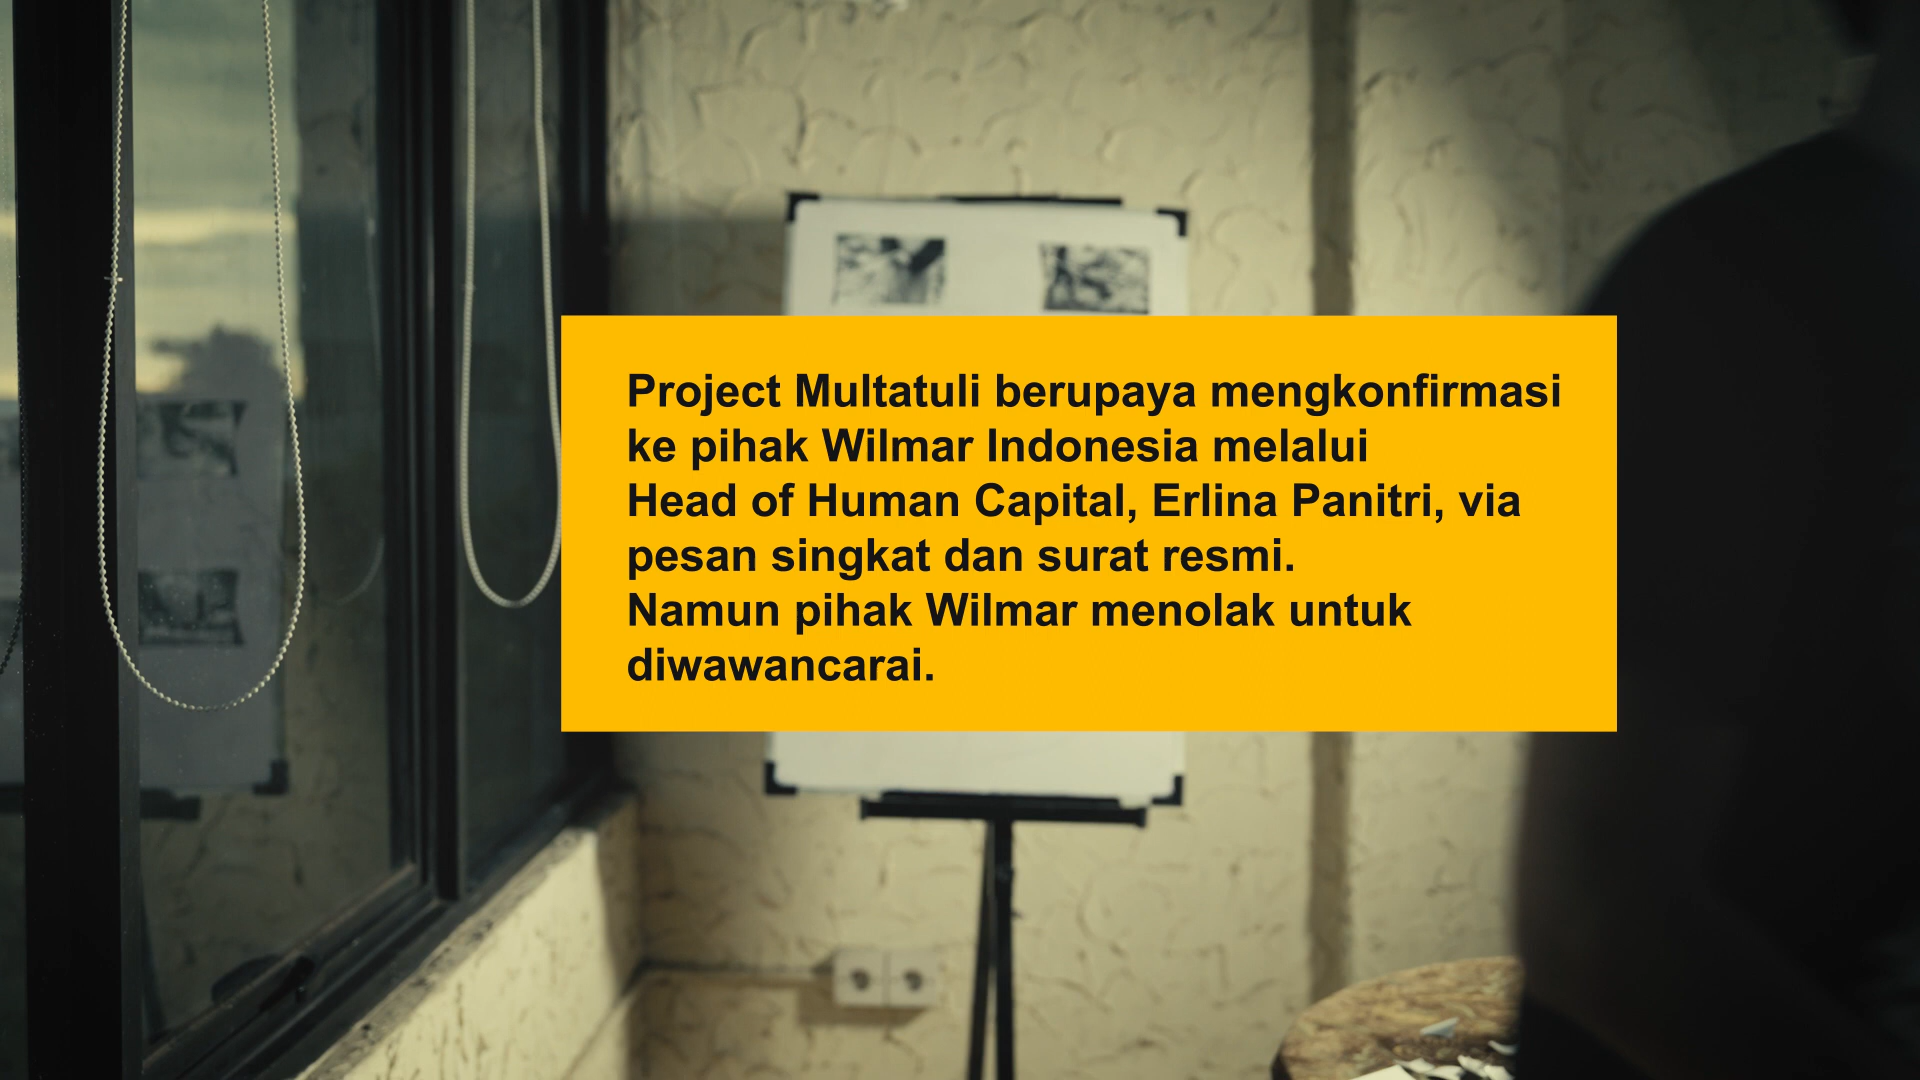 Project Multatuli berupaya mengkonfirmasi
ke pihak Wilmar Indonesia melalui
Head of Human Capital, Erlina Panitri, via
pesan singkat dan surat resmi.
Namun pihak Wilmar menolak untuk
diwawancarai.